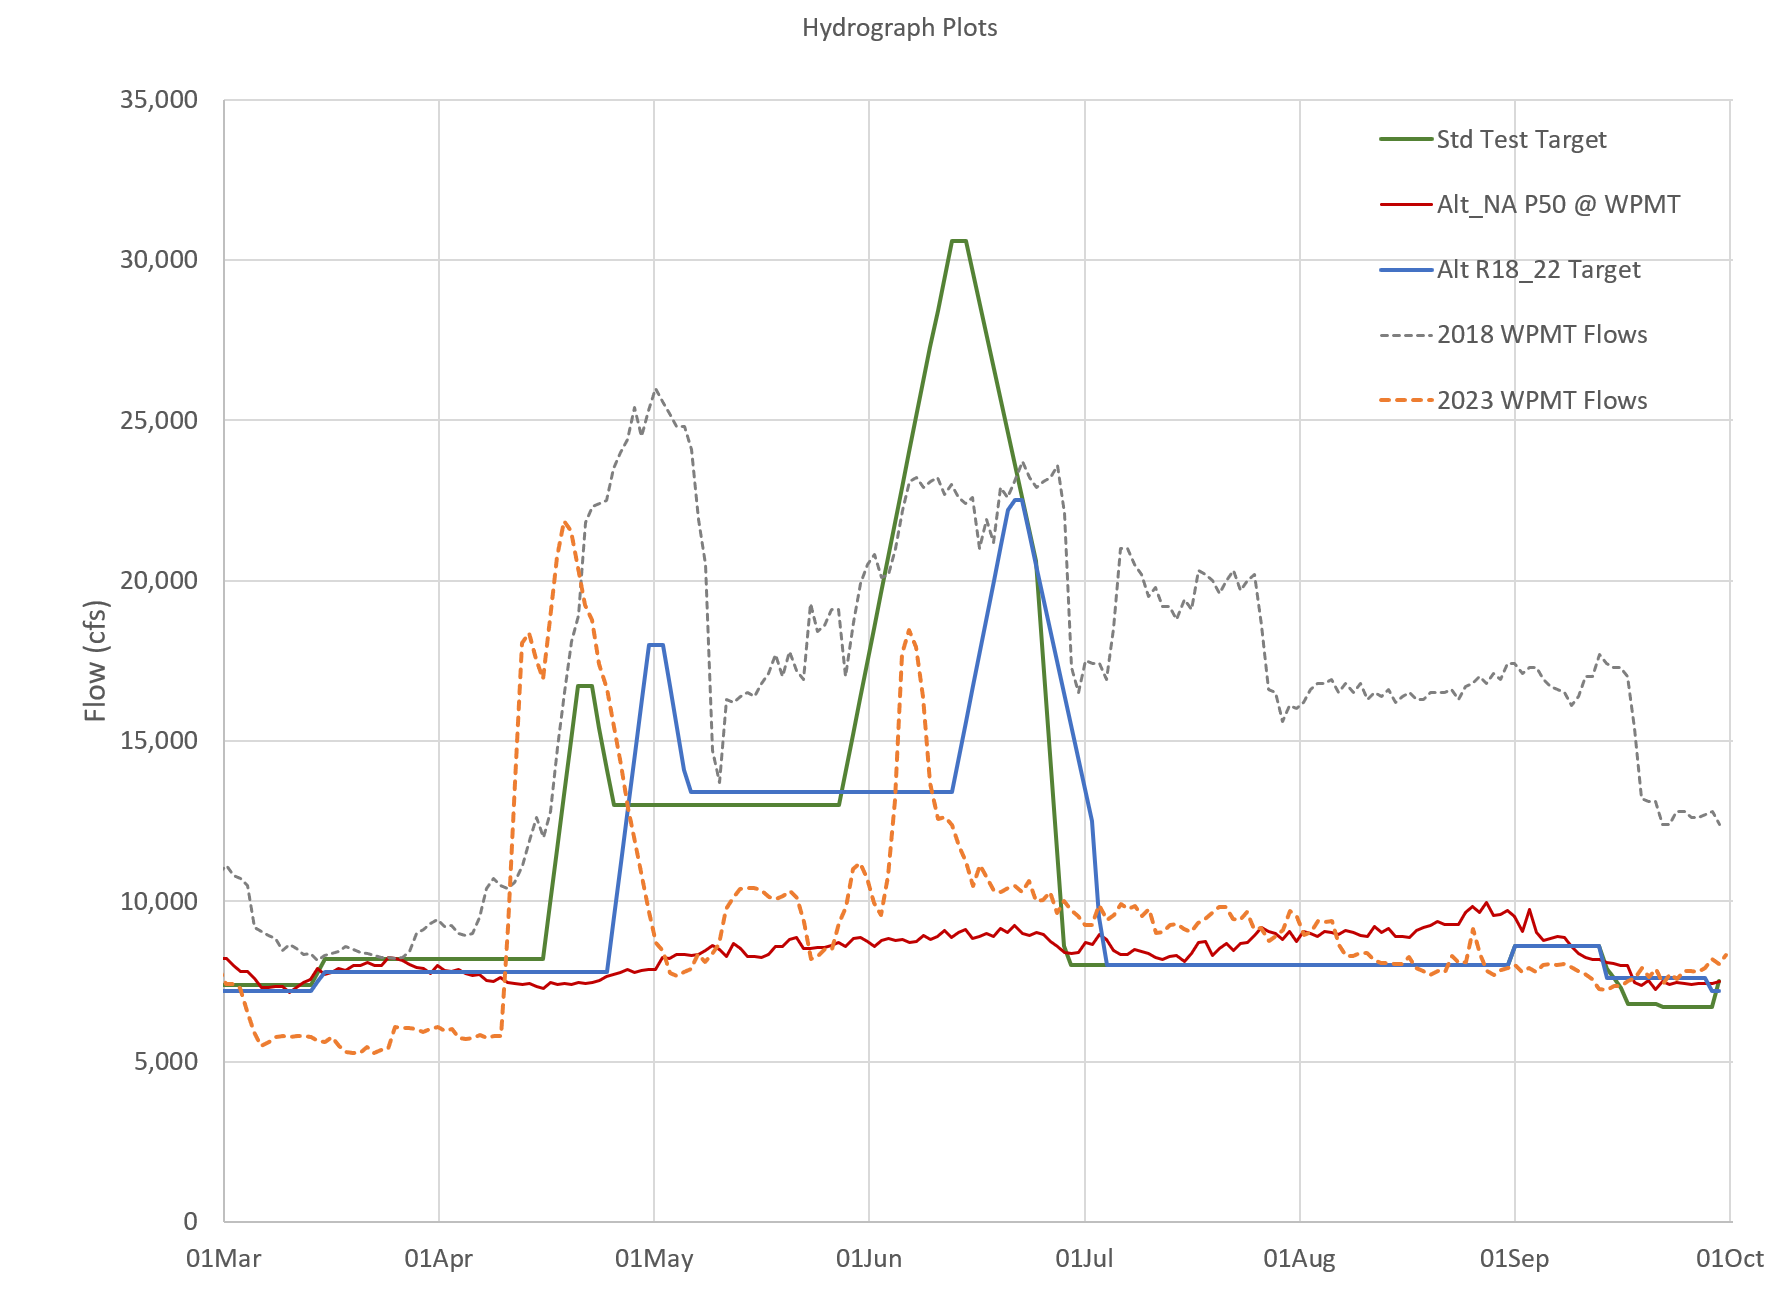 Hydrograph Plots
35,000
30,000
25,000
20,000
15,000
10,000
5,000
0
Flow (cfs)
Std Test Target
Alt_NA P50 @ WPMT
Alt R18_22 Target
2018 WPMT Flows
2023 WPMT Flows
01Mar 01Apr 01May 01Jun 01Jul 01Aug 01Sep 01Oct